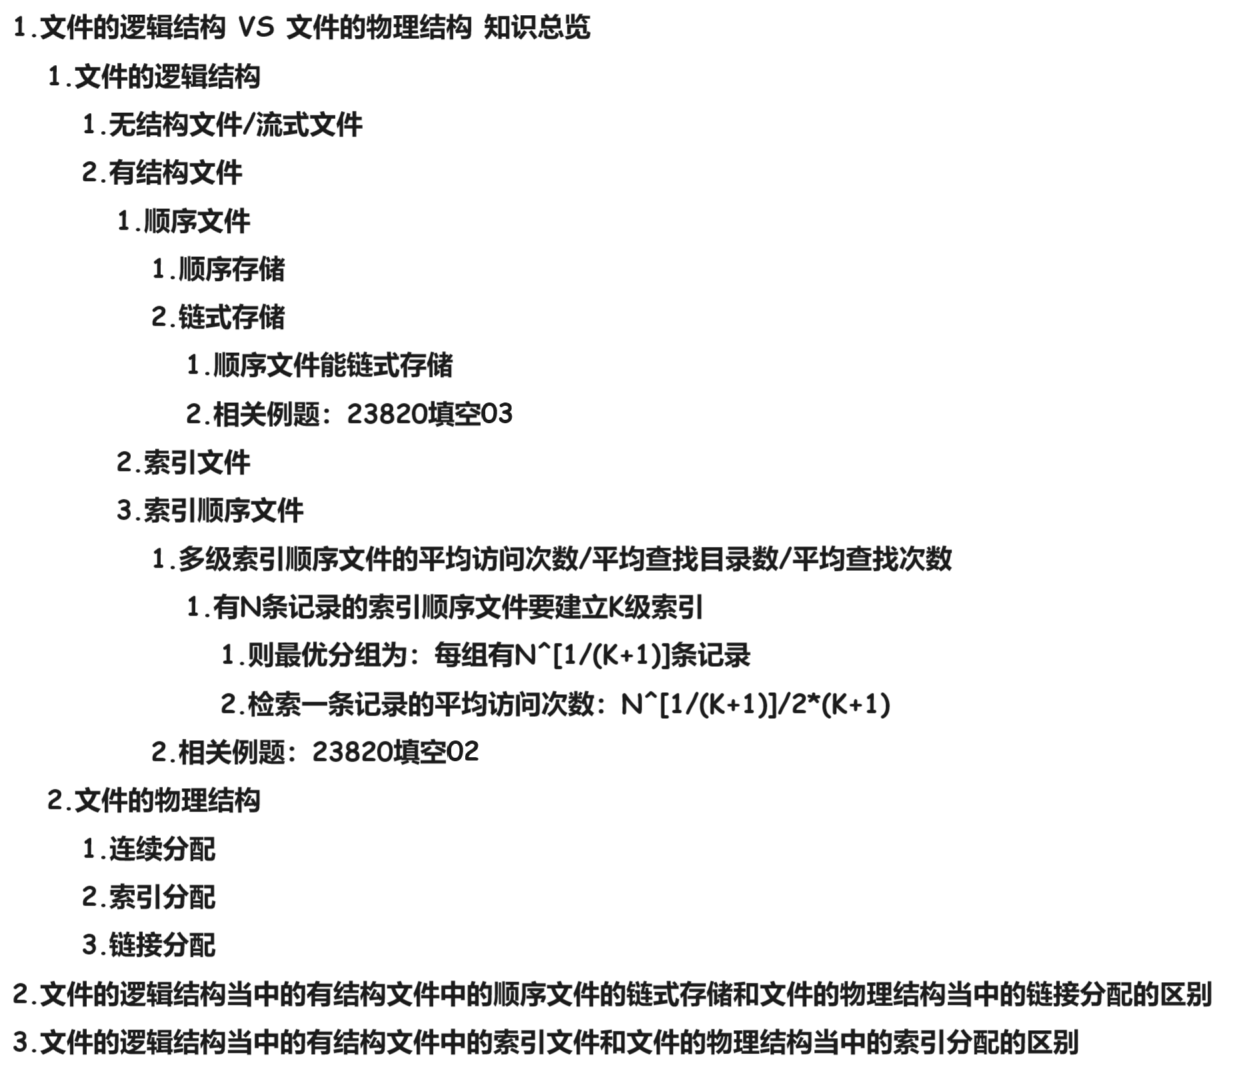 1.文件的逻辑结构 VS 文件的物理结构 知识总览
1.文件的逻辑结构
1.无结构文件/流式文件
2.有结构文件
1.顺序文件
1.顺序存储
2.链式存储
1.顺序文件能链式存储
2.相关例题：23820填空03
2.索引文件
3.索引顺序文件
1.多级索引顺序文件的平均访问次数/平均查找目录数/平均查找次数
1.有N条记录的索引顺序文件要建立K级索引
1.则最优分组为：每组有N^[1/(K+1)]条记录
2.检索一条记录的平均访问次数：N^[1/(K+1)]/2*(K+1)
2.相关例题：23820填空02
2.文件的物理结构
1.连续分配
2.索引分配
3.链接分配
2.文件的逻辑结构当中的有结构文件中的顺序文件的链式存储和文件的物理结构当中的链接分配的区别
3.文件的逻辑结构当中的有结构文件中的索引文件和文件的物理结构当中的索引分配的区别